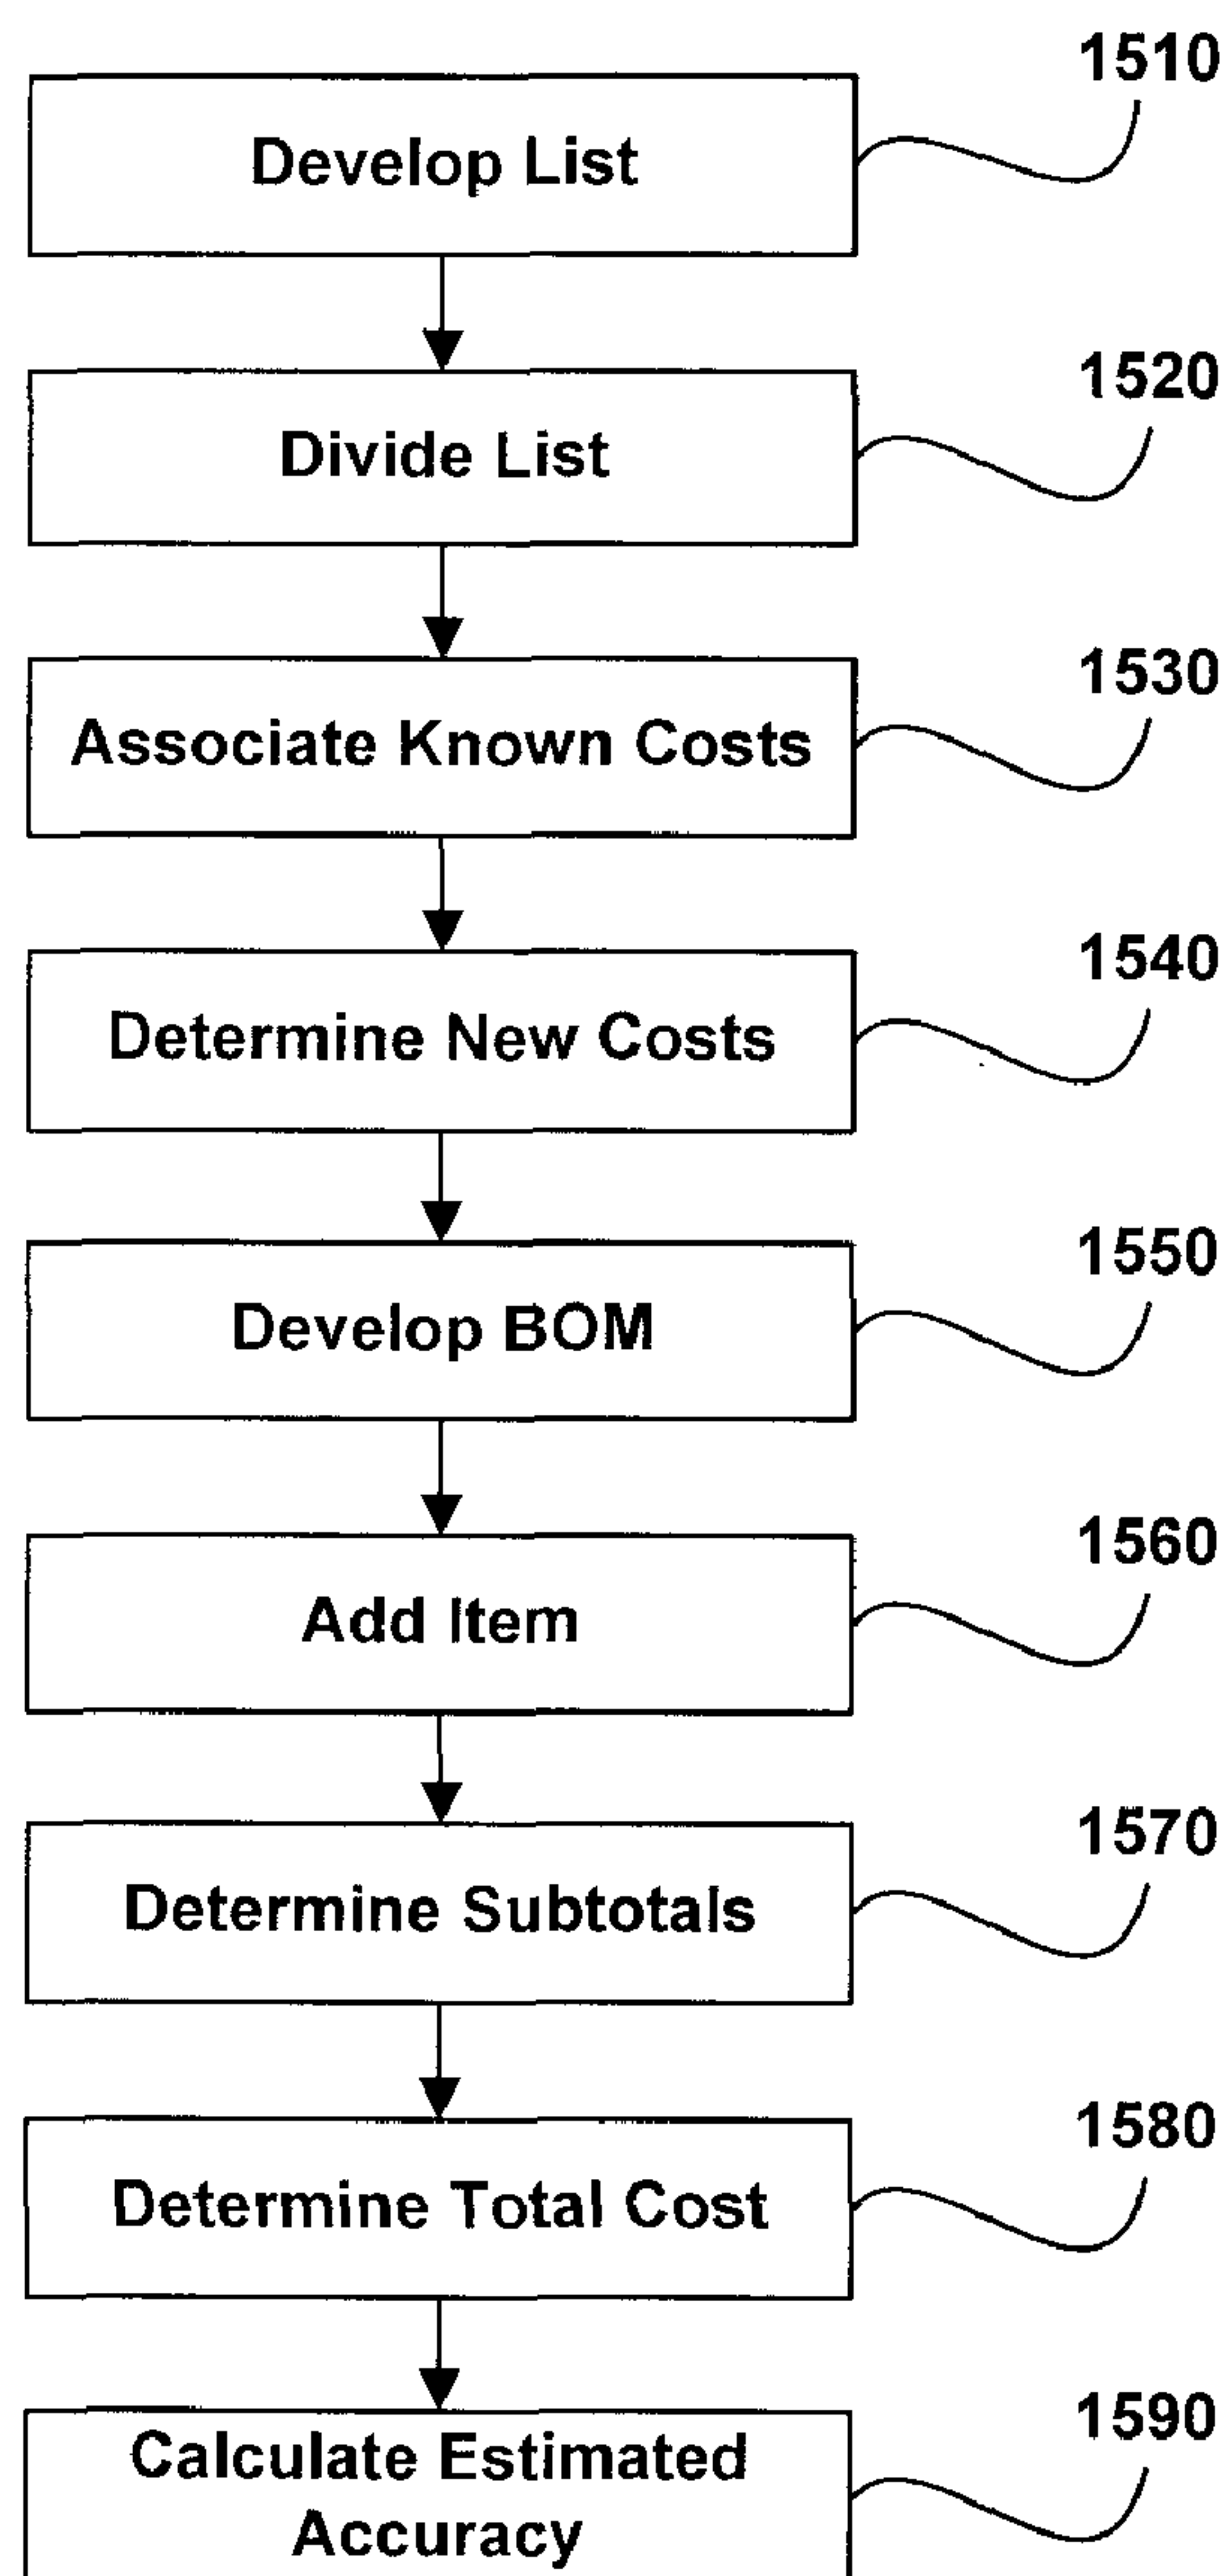 1510
Develop List
1520
Divide List
1530
Associate Known Costs
1540
Determine New Costs
1550
Develop BOM
1560
Add Item
1570
Determine Subtotals
1580
Determine Total Cost
1590
Calculate Estimated
Accuracy